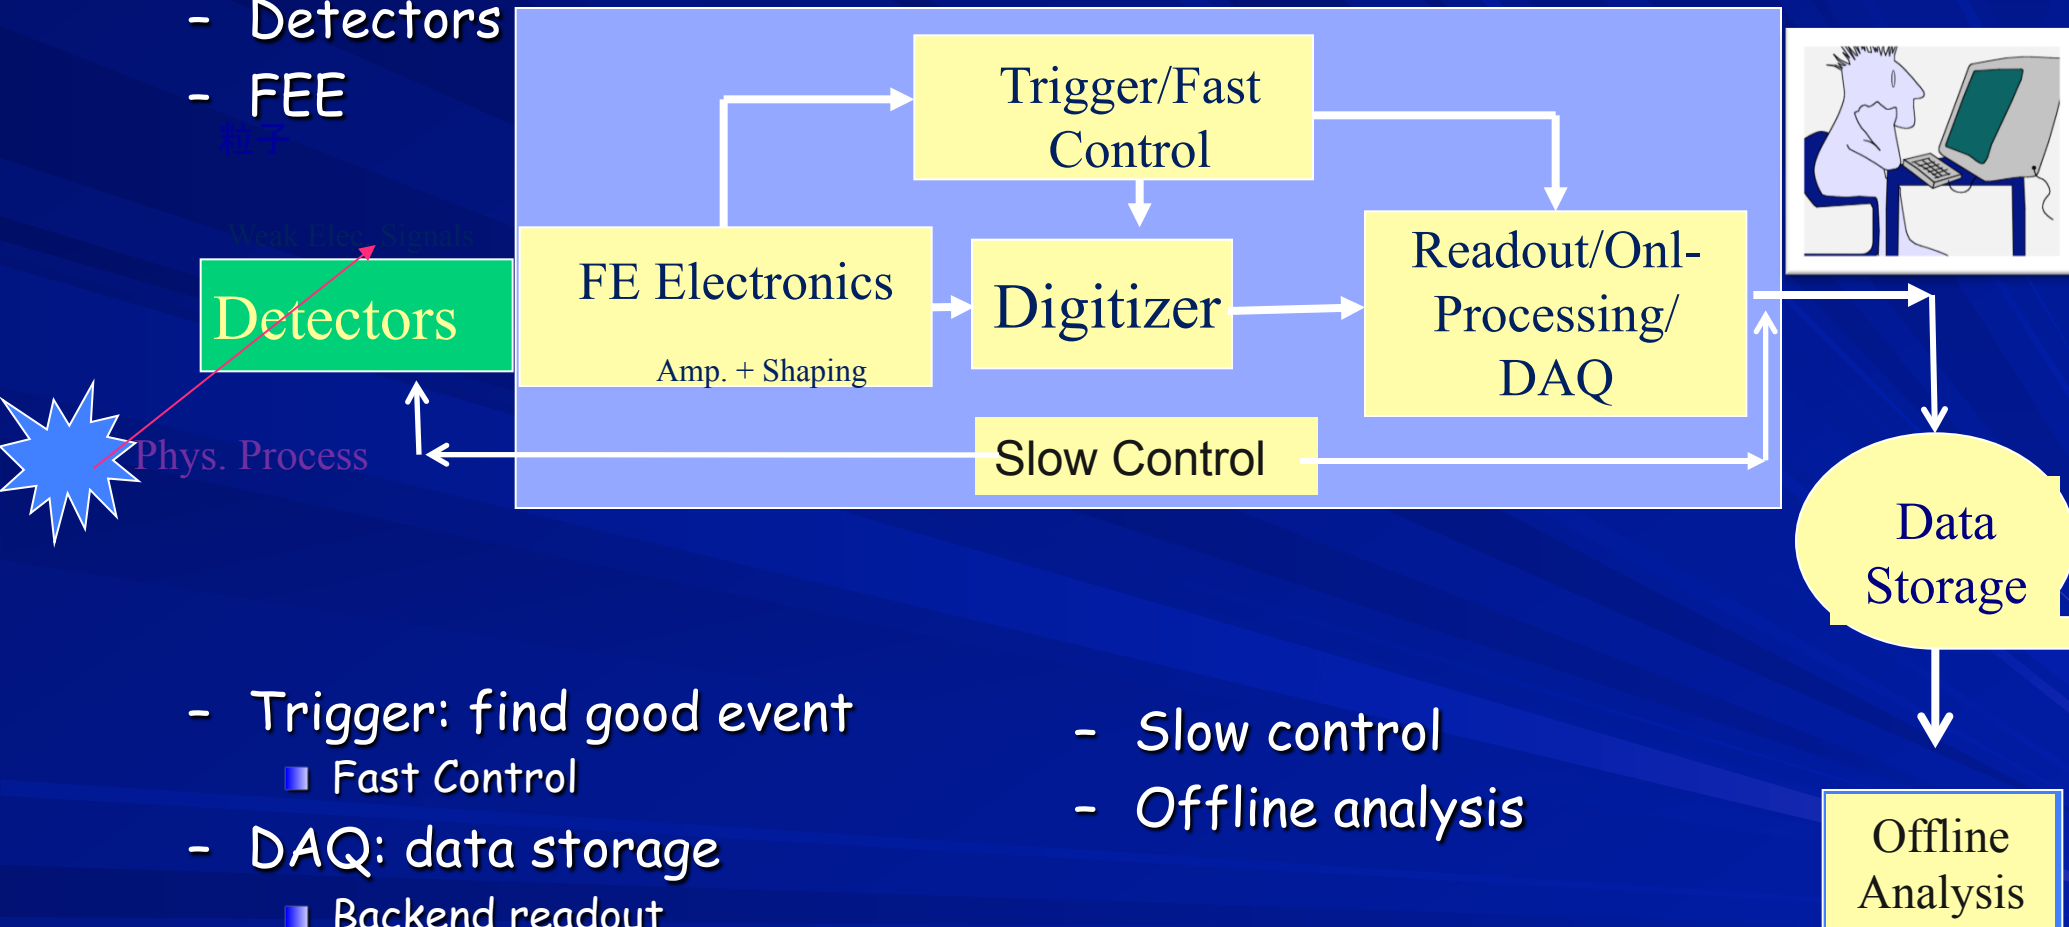 – Detectors
– FEE
粒子
Weak Elec. Signals
Detectors
Phys. Process
Trigger/Fast
Control
FE Electronics
Amp. + Shaping
Digitizer
Readout/Onl-
Processing/
DAQ
Slow Control
Data
Storage
Offline
Analysis
– Trigger: find good event
Fast Control
– DAQ: data storage
Backend readout
– Slow control
– Offline analysis